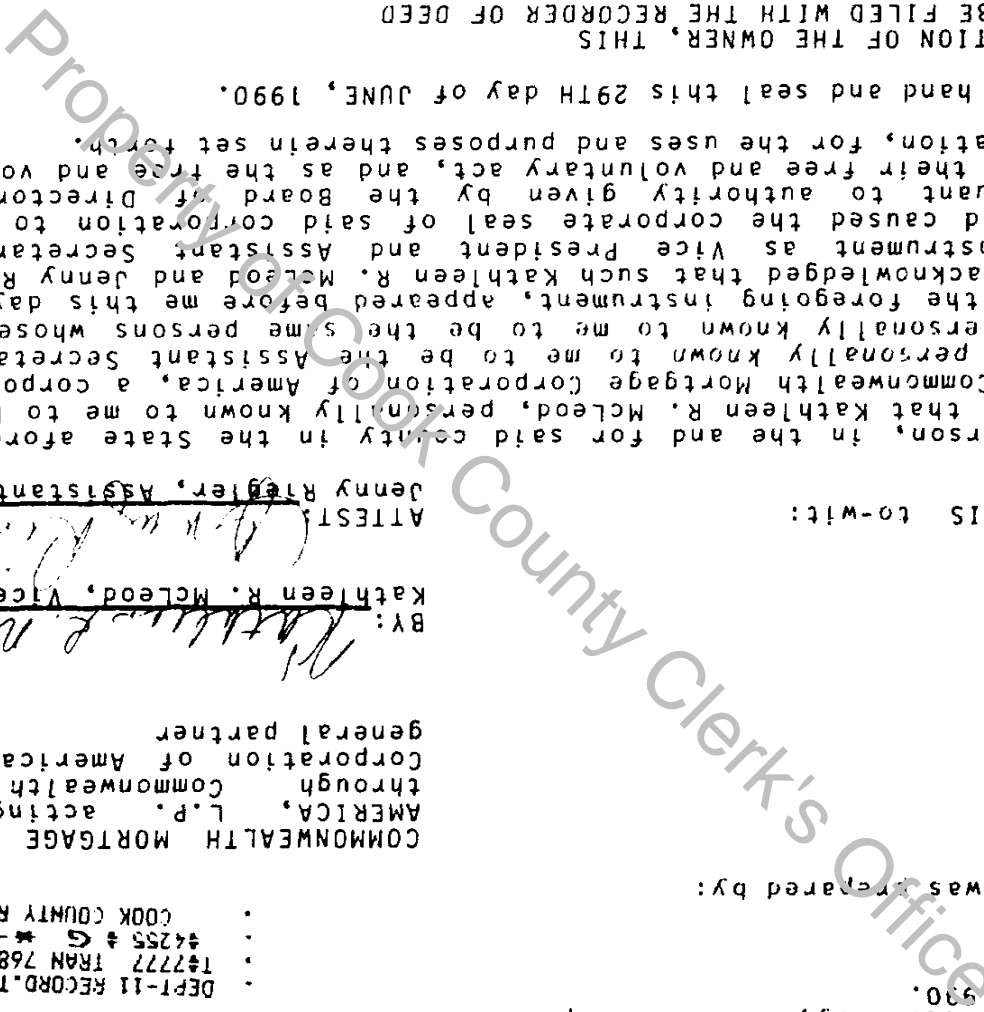 990.
DEPT-11 RECORD.T
T#7777 TRAN 768
#4255 # G *-
COOK COUNTY R
was prepared by:
COMMONWEALTH MORTGAGE
AMERICA, L.P. acting
through Commonwealth
Corporation of America
general partner
BY:
Kathleen R. McLeod, Vice
IS to-wit:
ATTEST:
Jenny Riegler, Assistant
rson, in the and for said county in the State afor
that Kathleen R. McLeod, personally known to me to
Commonwealth Mortgage Corporation of America, a corpo
personally known to me to be the Assistant Secreta
ersonally known to me to be the same persons whose
the foregoing instrument, appeared before me this day
acknowledged that such Kathleen R. McLeod and Jenny R
nstrument as Vice President and Assistant Secretar
d caused the corporate seal of said corporation to
uant to authority given by the Board of Director
their free and voluntary act, and as the free and vo
ation, for the uses and purposes therein set forth.
hand and seal this 29TH day of JUNE, 1990.
TION OF THE OWNER, THIS
BE FILED WITH THE RECORDER OF DEED
Property of Cook County Clerk's Office